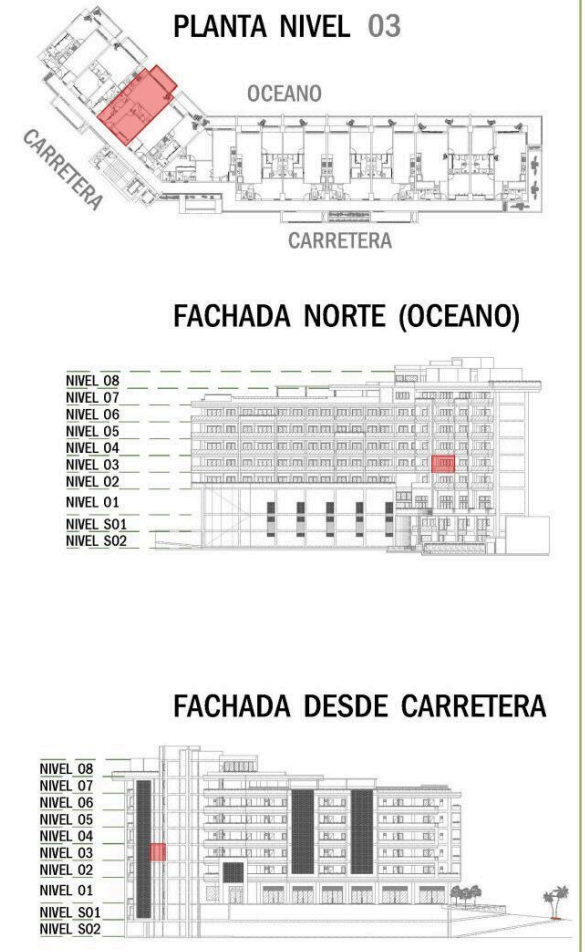 PLANTA NIVEL 03
OCEANO
CARRETERA
CARRETERA
FACHADA NORTE (OCEANO)
NIVEL 08
NIVEL 07
NIVEL 06
NIVEL 05
NIVEL 04
NIVEL 03
NIVEL 02
NIVEL 01
NIVEL S01
NIVEL S02
FACHADA DESDE CARRETERA
NIVEL 08
NIVEL 07
NIVEL 06
NIVEL 05
NIVEL 04
NIVEL 03
NIVEL 02
NIVEL 01
NIVEL S01
NIVEL S02